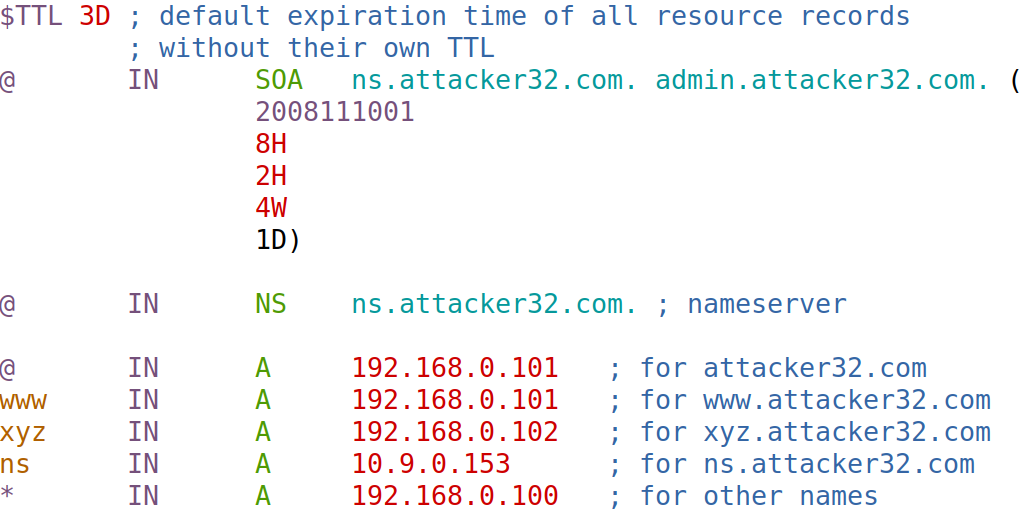 $TTL 3D ; default expiration time of all resource records
        ; without their own TTL
@       IN      SOA   ns.attacker32.com. admin.attacker32.com. (
                2008111001
                8H
                2H
                4W
                1D)
@       IN      NS    ns.attacker32.com. ; nameserver
@       IN      A     192.168.0.101   ; for attacker32.com
www     IN      A     192.168.0.101   ; for www.attacker32.com
xyz     IN      A     192.168.0.102   ; for xyz.attacker32.com
ns      IN      A     10.9.0.153      ; for ns.attacker32.com
*       IN      A     192.168.0.100   ; for other names